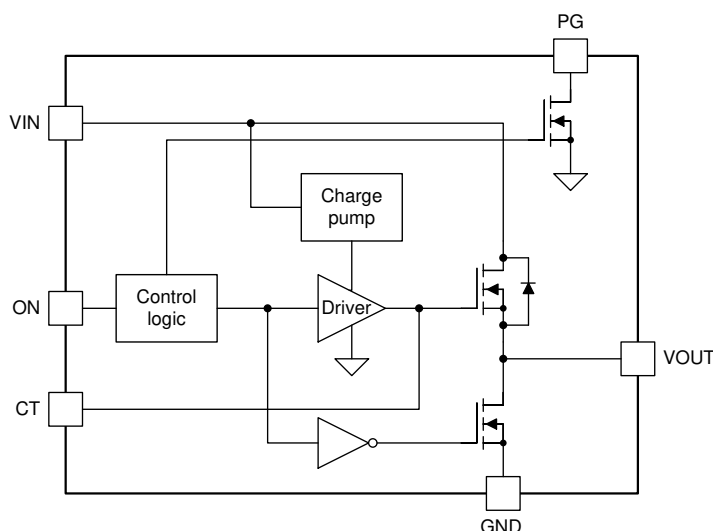 PG
VIN
Charge
pump
ON
Control
logic
Driver
VOUT
CT
GND